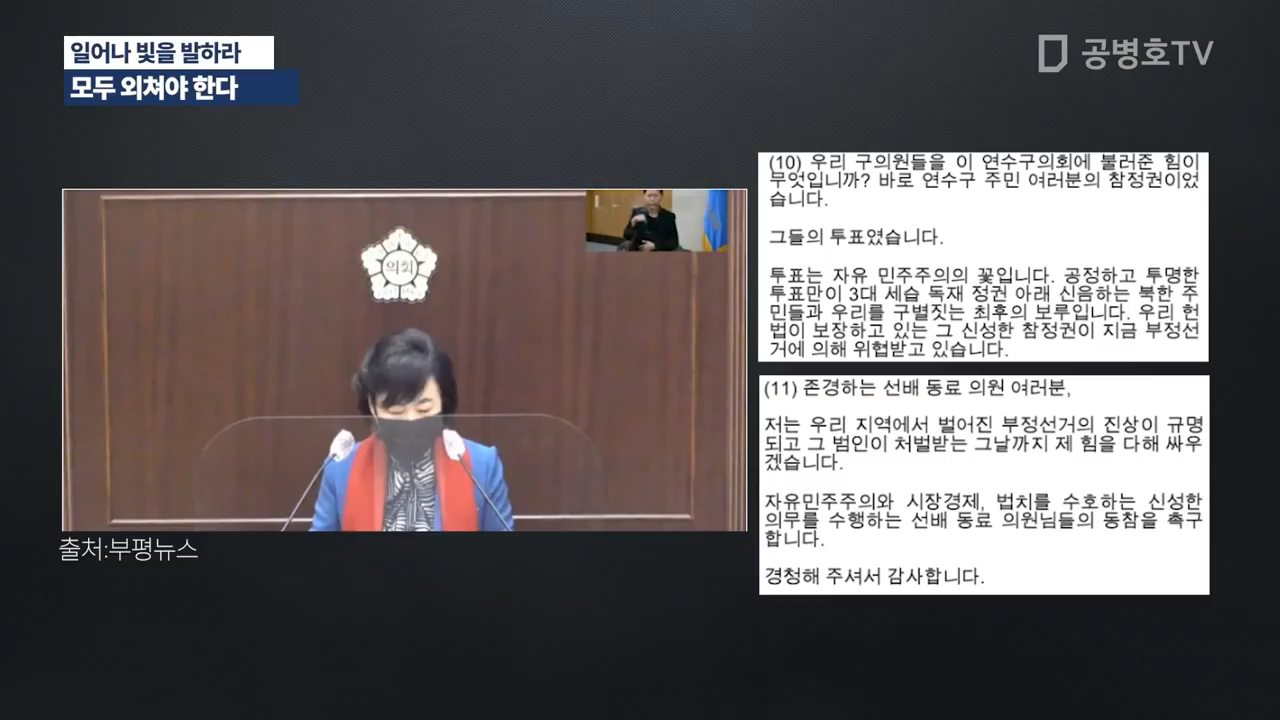 일어나 빛을 발하라
모두 외쳐야 한다
공병호TV
의회
출처:부평뉴스
(10) 우리 구의원들을 이 연수구의회에 불러준 힘이
무엇입니까? 바로 연수구 주민 여러분의 참정권이었
습니다.
그들의 투표였습니다.
투표는 자유 민주주의의 꽃입니다. 공정하고 투명한
투표만이 3대 세습 독재 정권 아래 신음하는 북한 주
민들과 우리를 구별짓는 최후의 보루입니다. 우리 헌
법이 보장하고 있는 그 신성한 참정권이 지금 부정선
거에 의해 위협받고 있습니다.
(11) 존경하는 선배 동료 의원 여러분,
저는 우리 지역에서 벌어진 부정선거의 진상이 규명
되고 그 범인이 처벌받는 그날까지 제 힘을 다해 싸우
겠습니다.
자유민주주의와 시장경제, 법치를 수호하는 신성한
의무를 수행하는 선배 동료 의원님들의 동참을 촉구
합니다.
경청해 주셔서 감사합니다.